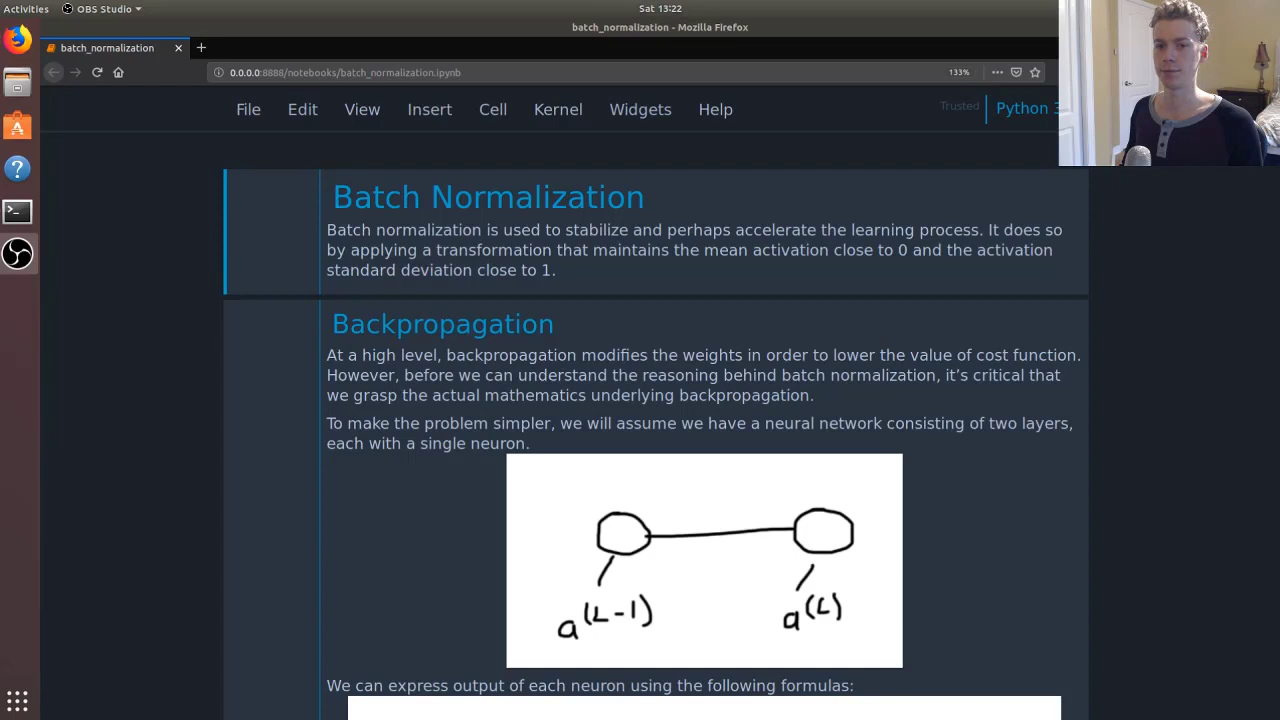 Activities
OBS Studio
Sat 13:22
batch_normalization - Mozilla Firefox
batch_normalization
0.0.0.0:8888/notebooks/batch_normalization.ipynb
133%
File Edit View Insert Cell Kernel Widgets Help
Trusted
Python 3
Batch Normalization
Batch normalization is used to stabilize and perhaps accelerate the learning process. It does so
by applying a transformation that maintains the mean activation close to 0 and the activation
standard deviation close to 1.
Backpropagation
At a high level, backpropagation modifies the weights in order to lower the value of cost function.
However, before we can understand the reasoning behind batch normalization, it’s critical that
we grasp the actual mathematics underlying backpropagation.
To make the problem simpler, we will assume we have a neural network consisting of two layers,
each with a single neuron.
a^(L-1)
a^(L)
We can express output of each neuron using the following formulas: